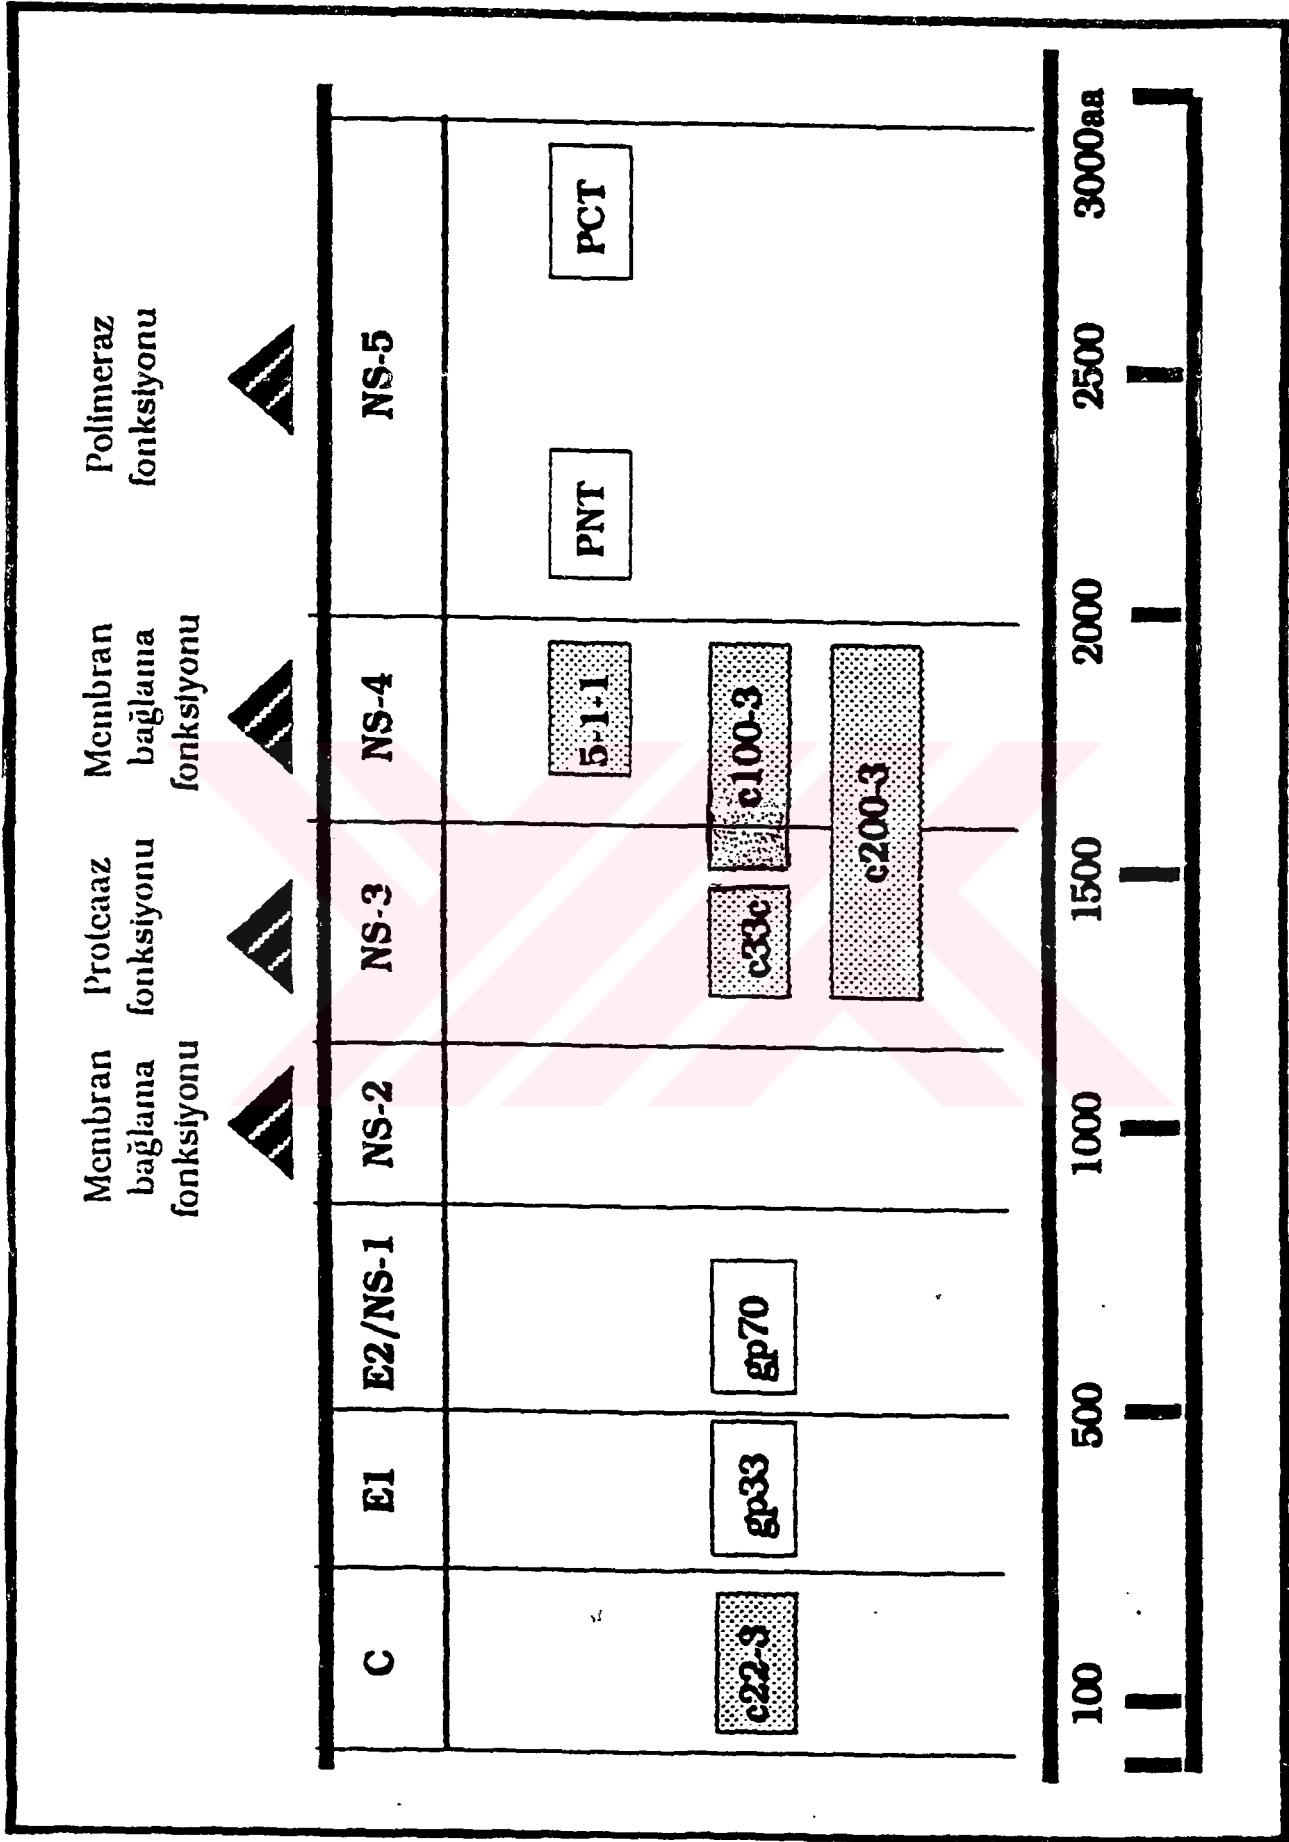 Membran
bağlama
fonksiyonu
Proteaaz
fonksiyonu
Membran
bağlama
fonksiyonu
Polimeraz
fonksiyonu
C
E1
E2/NS-1
NS-2
NS-3
NS-4
NS-5
5-1-1
PNT
PCT
c22-3
gp33
gp70
c33c
c100-3
c200-3
100
500
1000
1500
2000
2500
3000aa